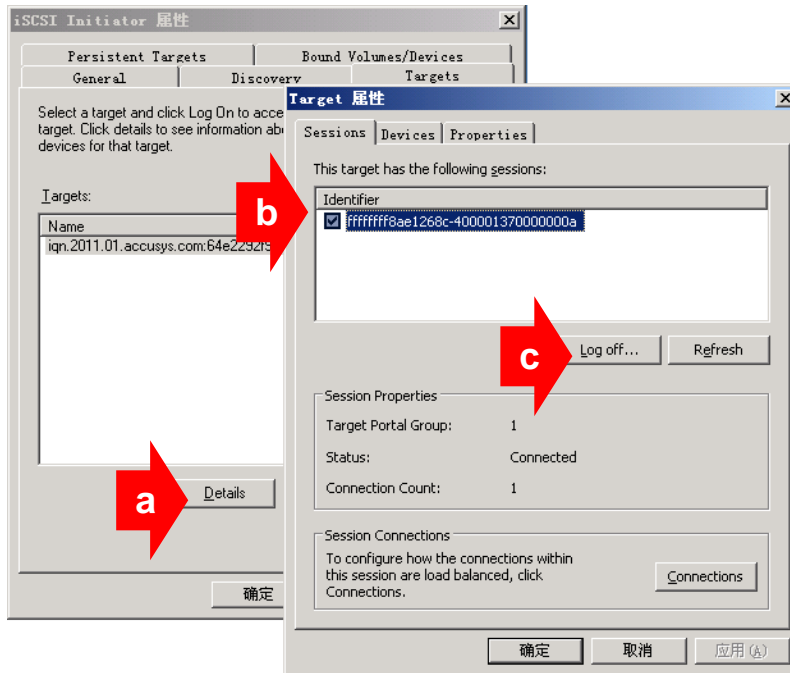 iSCSI Initiator 属性
Persistent Targets
Bound Volumes/Devices
General
Discovery
Targets
Select a target and click Log On to acce
target. Click details to see information ab
devices for that target.
Targets:
Name
iqn.2011.01.accusys.com:64e2292f9
Details
确定
a
Target 属性
Sessions
Devices
Properties
This target has the following sessions:
b
Identifier
ffffffff8ae1268c-400001370000000a
c
Log off...
Refresh
Session Properties
Target Portal Group: 1
Status: Connected
Connection Count: 1
Session Connections
To configure how the connections within
this session are load balanced, click
Connections.
Connections
确定
取消
应用(A)